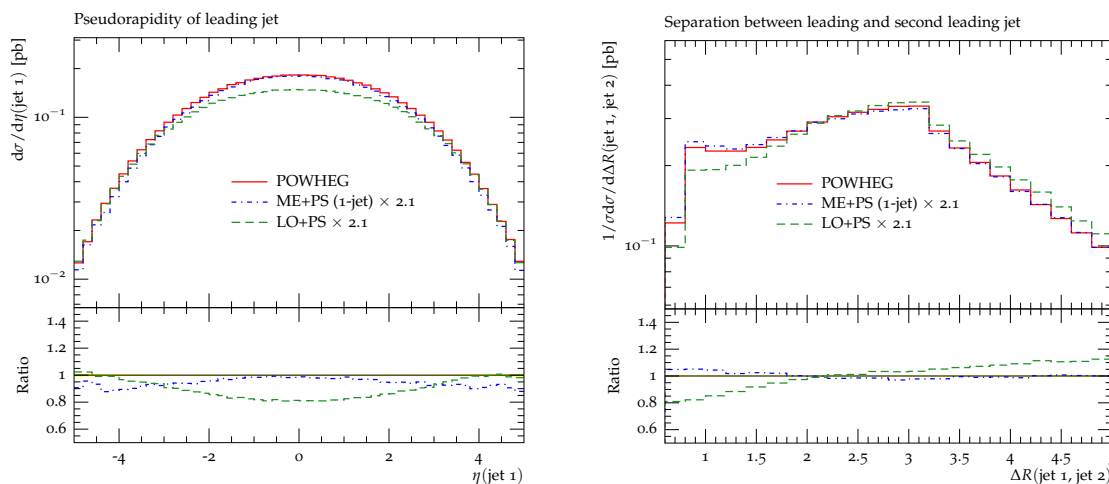 Pseudorapidity of leading jet
dσ/dη(jet 1) [pb]
10⁻¹
10⁻²
POWHEG
ME+PS (1-jet) × 2.1
LO+PS × 2.1
Ratio
1.4
1.2
1
0.8
0.6
-4 -2 0 2 4
η(jet 1)
Separation between leading and second leading jet
1/σdσ/dΔR(jet 1, jet 2) [pb]
10⁻¹
POWHEG
ME+PS (1-jet) × 2.1
LO+PS × 2.1
Ratio
1.4
1.2
1
0.8
0.6
1 1.5 2 2.5 3 3.5 4 4.5
ΔR(jet 1, jet 2)